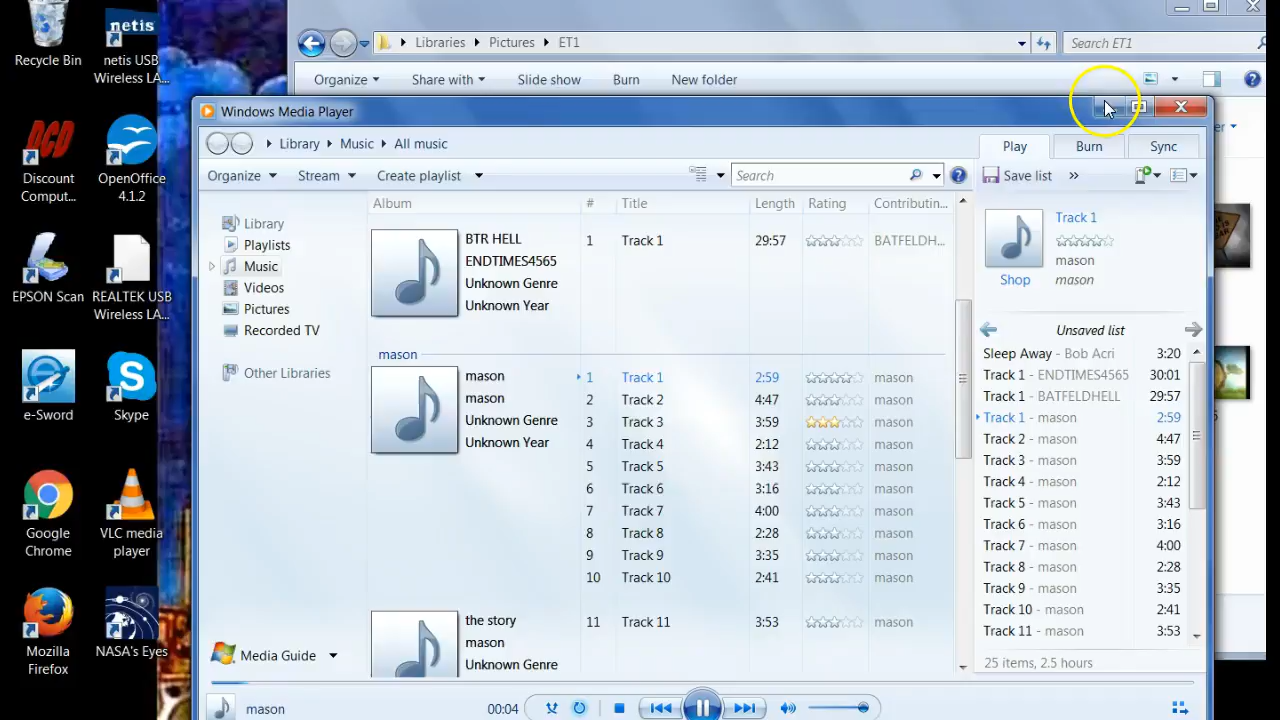 Recycle Bin
netis USB
Wireless LA...
Discount
Comput...
OpenOffice
4.1.2
EPSON Scan
REALTEK USB
Wireless LA...
e-Sword
Skype
Google
Chrome
VLC media
player
Mozilla
Firefox
NASA's Eyes
Libraries Pictures ET1
Search ET1
Organize Share with Slide show Burn New folder
Windows Media Player
Library Music All music
Play Burn Sync
Organize Stream Create playlist Search Save list »
Album # Title Length Rating Contributin...
Library
Playlists
Music
Videos
Pictures
Recorded TV
Other Libraries
Media Guide
BTR HELL 1 Track 1 29:57 BATFELDH...
ENDTIMES4565
Unknown Genre
Unknown Year
mason
mason 1 Track 1 2:59 mason
mason 2 Track 2 4:47 mason
Unknown Genre 3 Track 3 3:59 mason
Unknown Year 4 Track 4 2:12 mason
5 Track 5 3:43 mason
6 Track 6 3:16 mason
7 Track 7 4:00 mason
8 Track 8 2:28 mason
9 Track 9 3:35 mason
10 Track 10 2:41 mason
the story 11 Track 11 3:53 mason
mason
Unknown Genre
Track 1
mason
mason
Shop
Unsaved list
Sleep Away - Bob Acri 3:20
Track 1 - ENDTIMES4565 30:01
Track 1 - BATFELDHELL 29:57
Track 1 - mason 2:59
Track 2 - mason 4:47
Track 3 - mason 3:59
Track 4 - mason 2:12
Track 5 - mason 3:43
Track 6 - mason 3:16
Track 7 - mason 4:00
Track 8 - mason 2:28
Track 9 - mason 3:35
Track 10 - mason 2:41
Track 11 - mason 3:53
25 items, 2.5 hours
mason 00:04